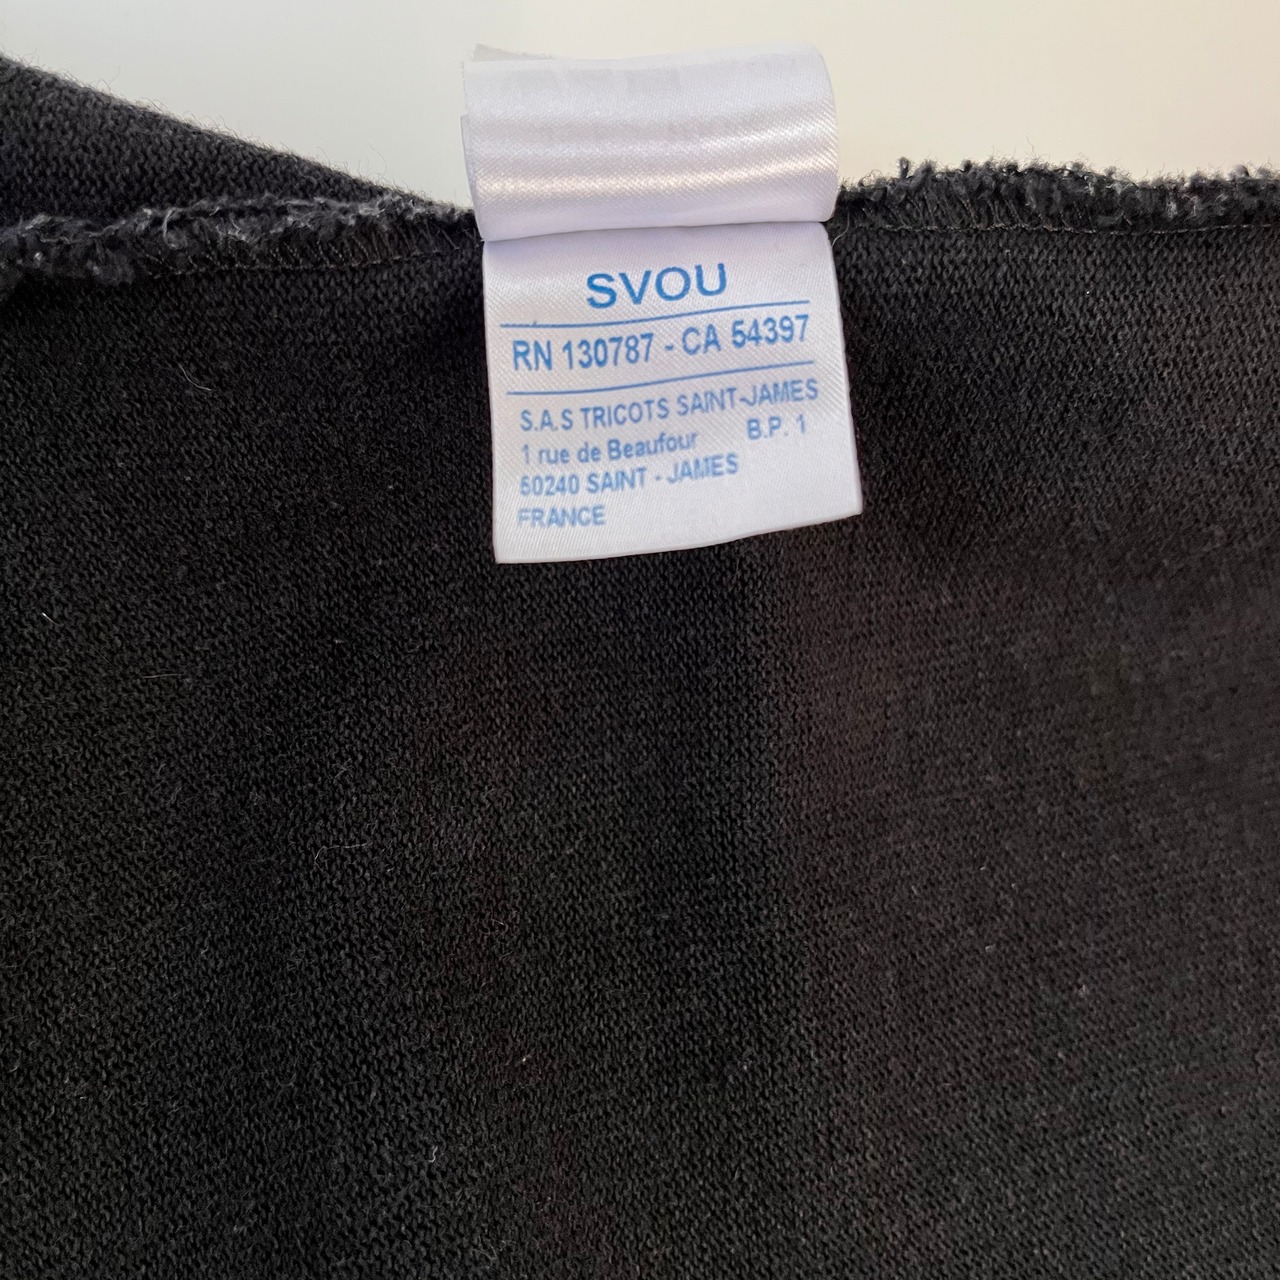 SVOU
RN 130787 - CA 54397
S.A.S TRICOTS SAINT-JAMES
1 rue de Beaufour B.P. 1
50240 SAINT - JAMES
FRANCE